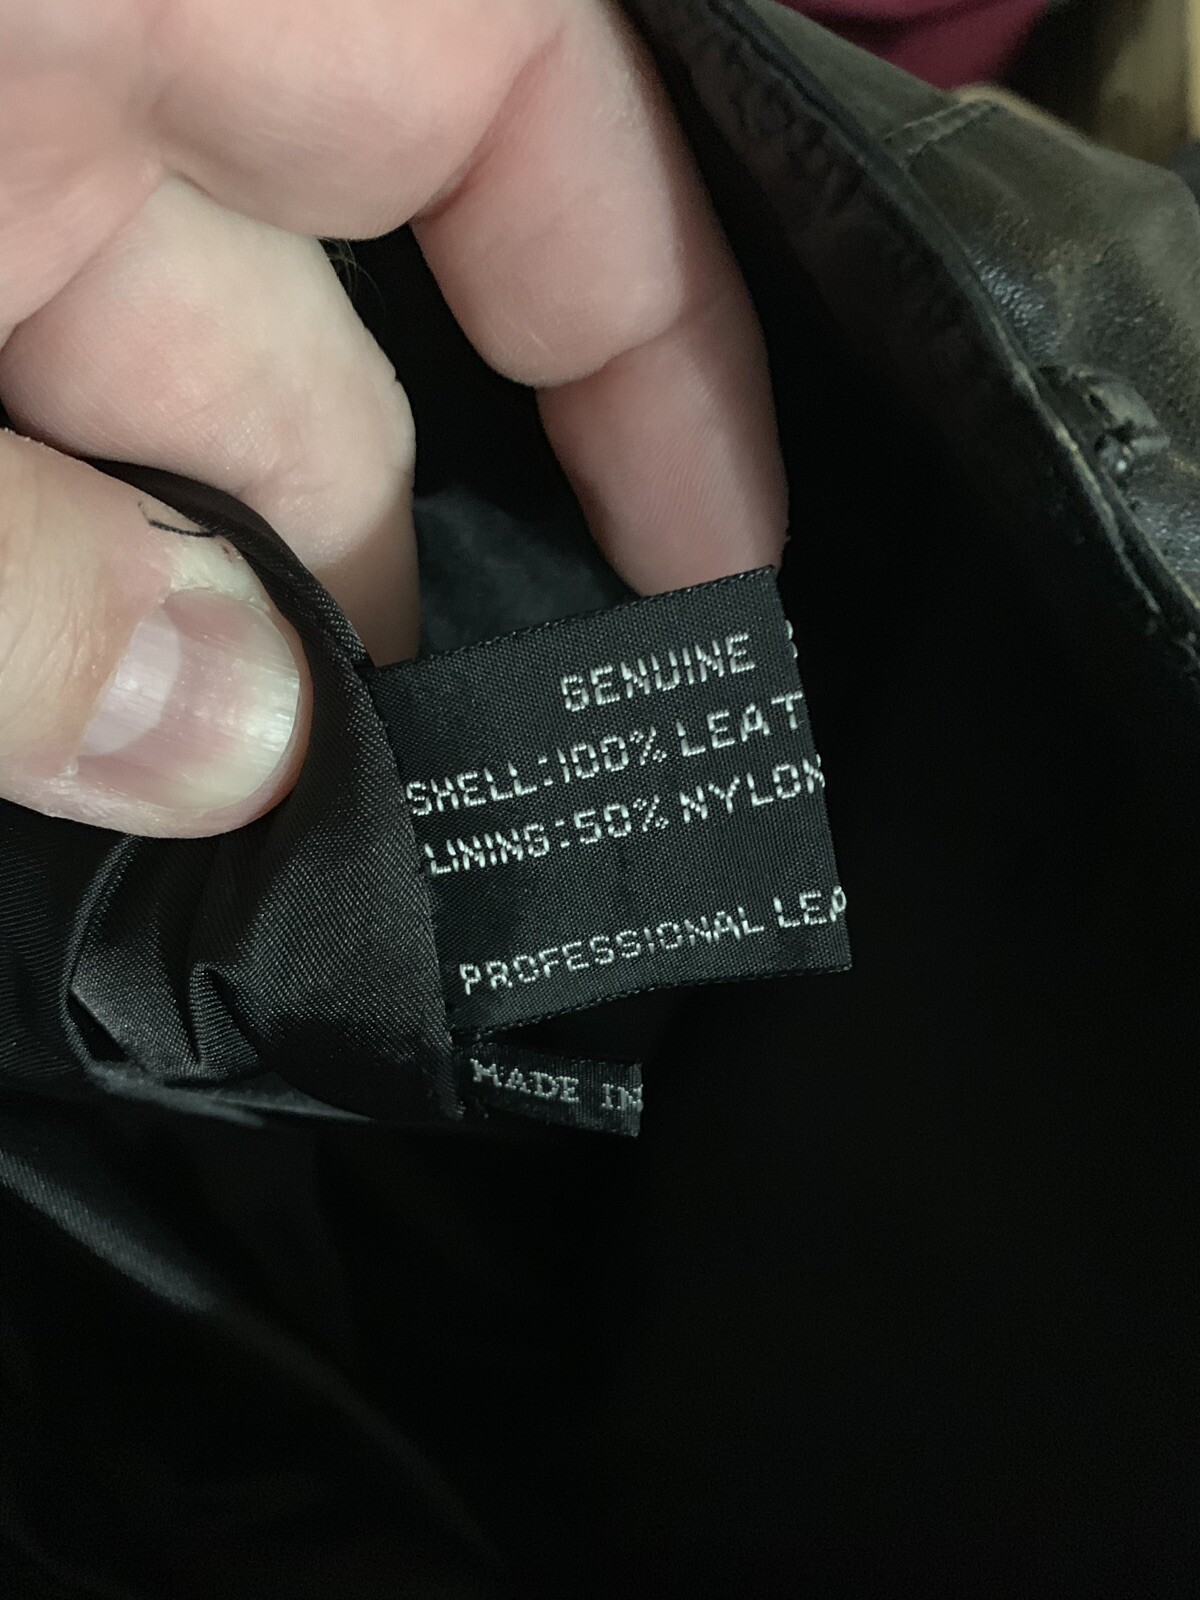 GENUINE
SHELL:100% LEAT
LINING:50% NYLON
PROFESSIONAL LEA
MADE IN